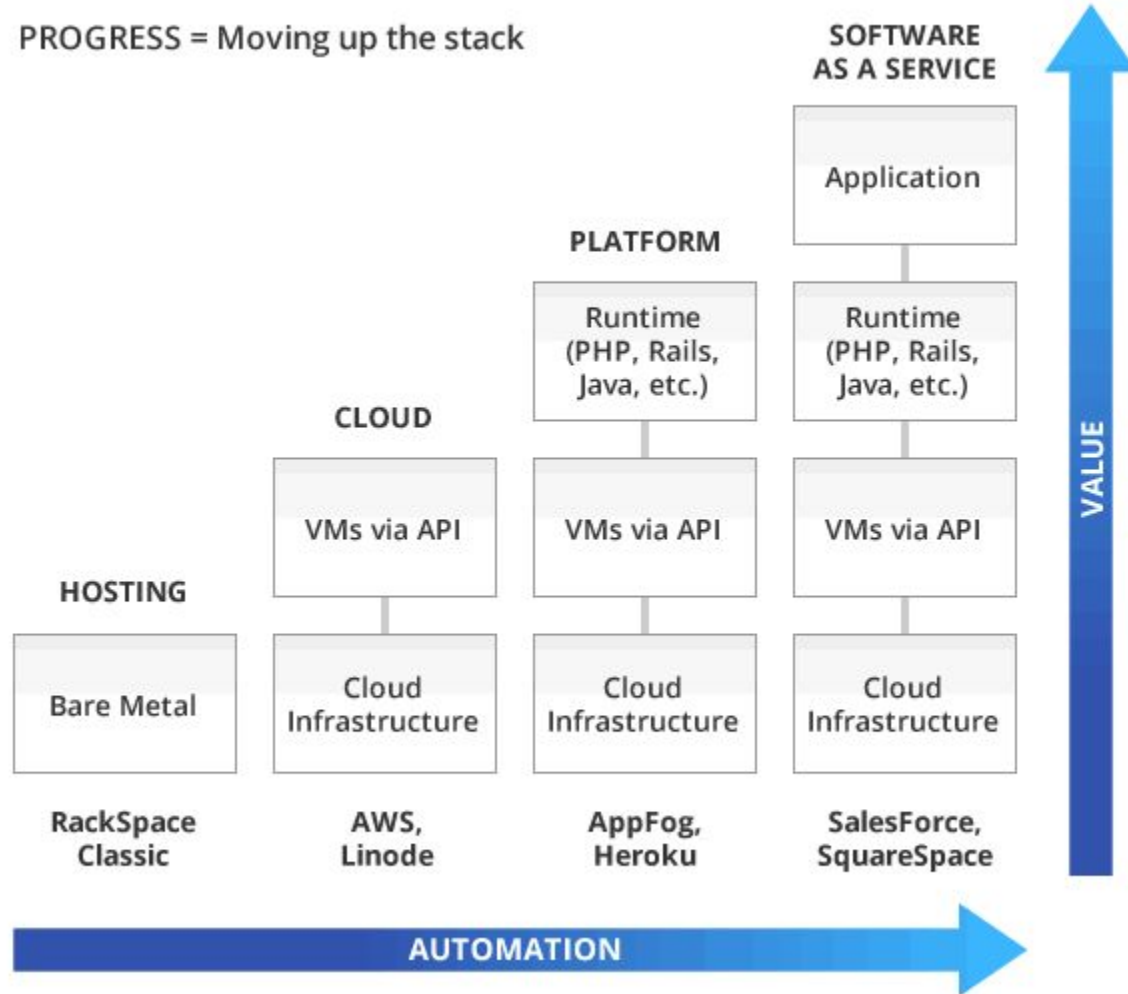 PROGRESS = Moving up the stack
SOFTWARE
AS A SERVICE
Application
PLATFORM
Runtime
(PHP, Rails,
Java, etc.)
Runtime
(PHP, Rails,
Java, etc.)
CLOUD
VMs via API
VMs via API
VMs via API
HOSTING
Bare Metal
Cloud
Infrastructure
Cloud
Infrastructure
Cloud
Infrastructure
RackSpace
Classic
AWS,
Linode
AppFog,
Heroku
SalesForce,
SquareSpace
VALUE
AUTOMATION